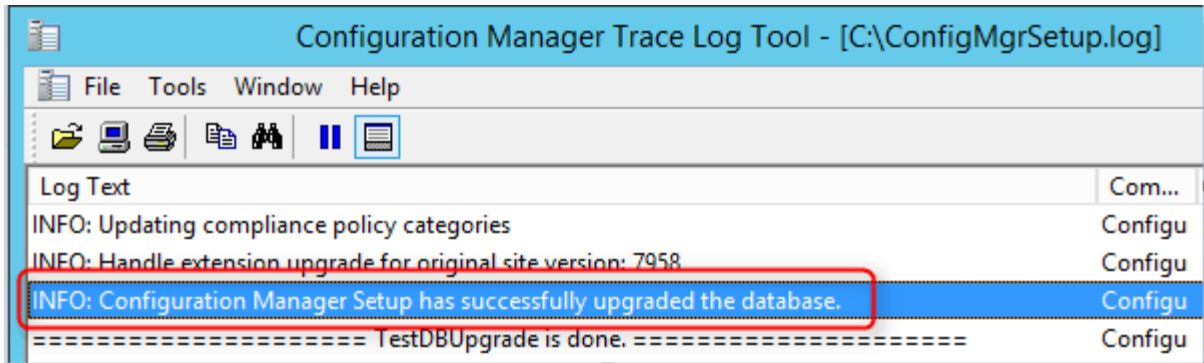 Configuration Manager Trace Log Tool - [C:\ConfigMgrSetup.log]
File Tools Window Help
Log Text Com...
INFO: Updating compliance policy categories Configu
INFO: Handle extension upgrade for original site version: 7958 Configu
INFO: Configuration Manager Setup has successfully upgraded the database. Configu
===================== TestDBUpgrade is done. ===================== Configu